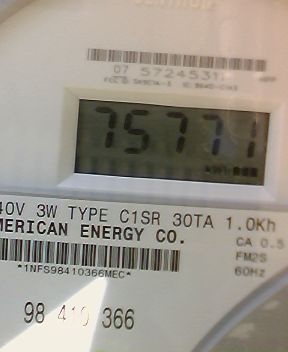 07 5724531
75771
kWh
40V 3W TYPE C1SR 30TA 1.0Kh
MERICAN ENERGY CO.
CA 0.5
FM2S
60Hz
*1NFS98410366MEC*
98 410 366